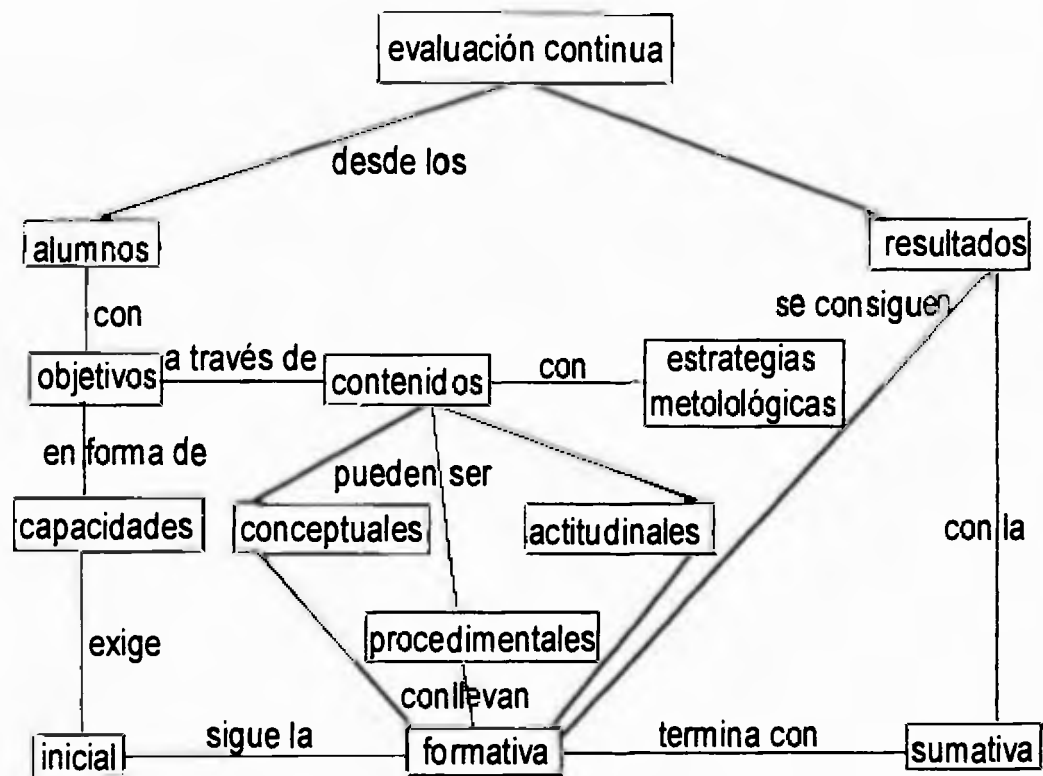 evaluación continua
desde los
alumnos
resultados
con
se consiguen
objetivos
a través de
contenidos
con
estrategias
metolológicas
en forma de
pueden ser
capacidades
conceptuales
actitudinales
con la
exige
procedimentales
conllevan
inicial
sigue la
formativa
termina con
sumativa